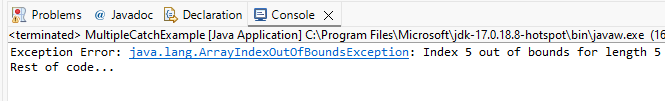 Problems @ Javadoc Declaration Console ×
<terminated> MultipleCatchExample [Java Application] C:\Program Files\Microsoft\jdk-17.0.18.8-hotspot\bin\javaw.exe (16
Exception Error: java.lang.ArrayIndexOutOfBoundsException: Index 5 out of bounds for length 5
Rest of code...